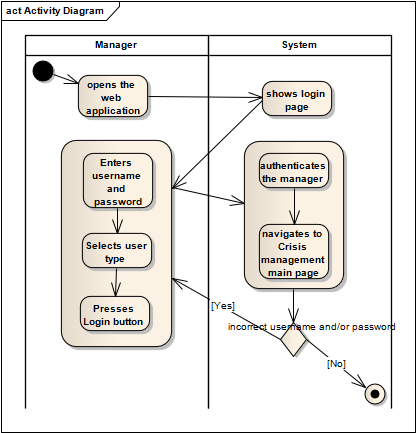 act Activity Diagram
Manager
System
opens the
web
application
shows login
page
Enters
username
and
password
authenticates
the manager
Selects user
type
navigates to
Crisis
management
main page
Presses
Login button
[Yes]
incorrect username and/or password
[No]